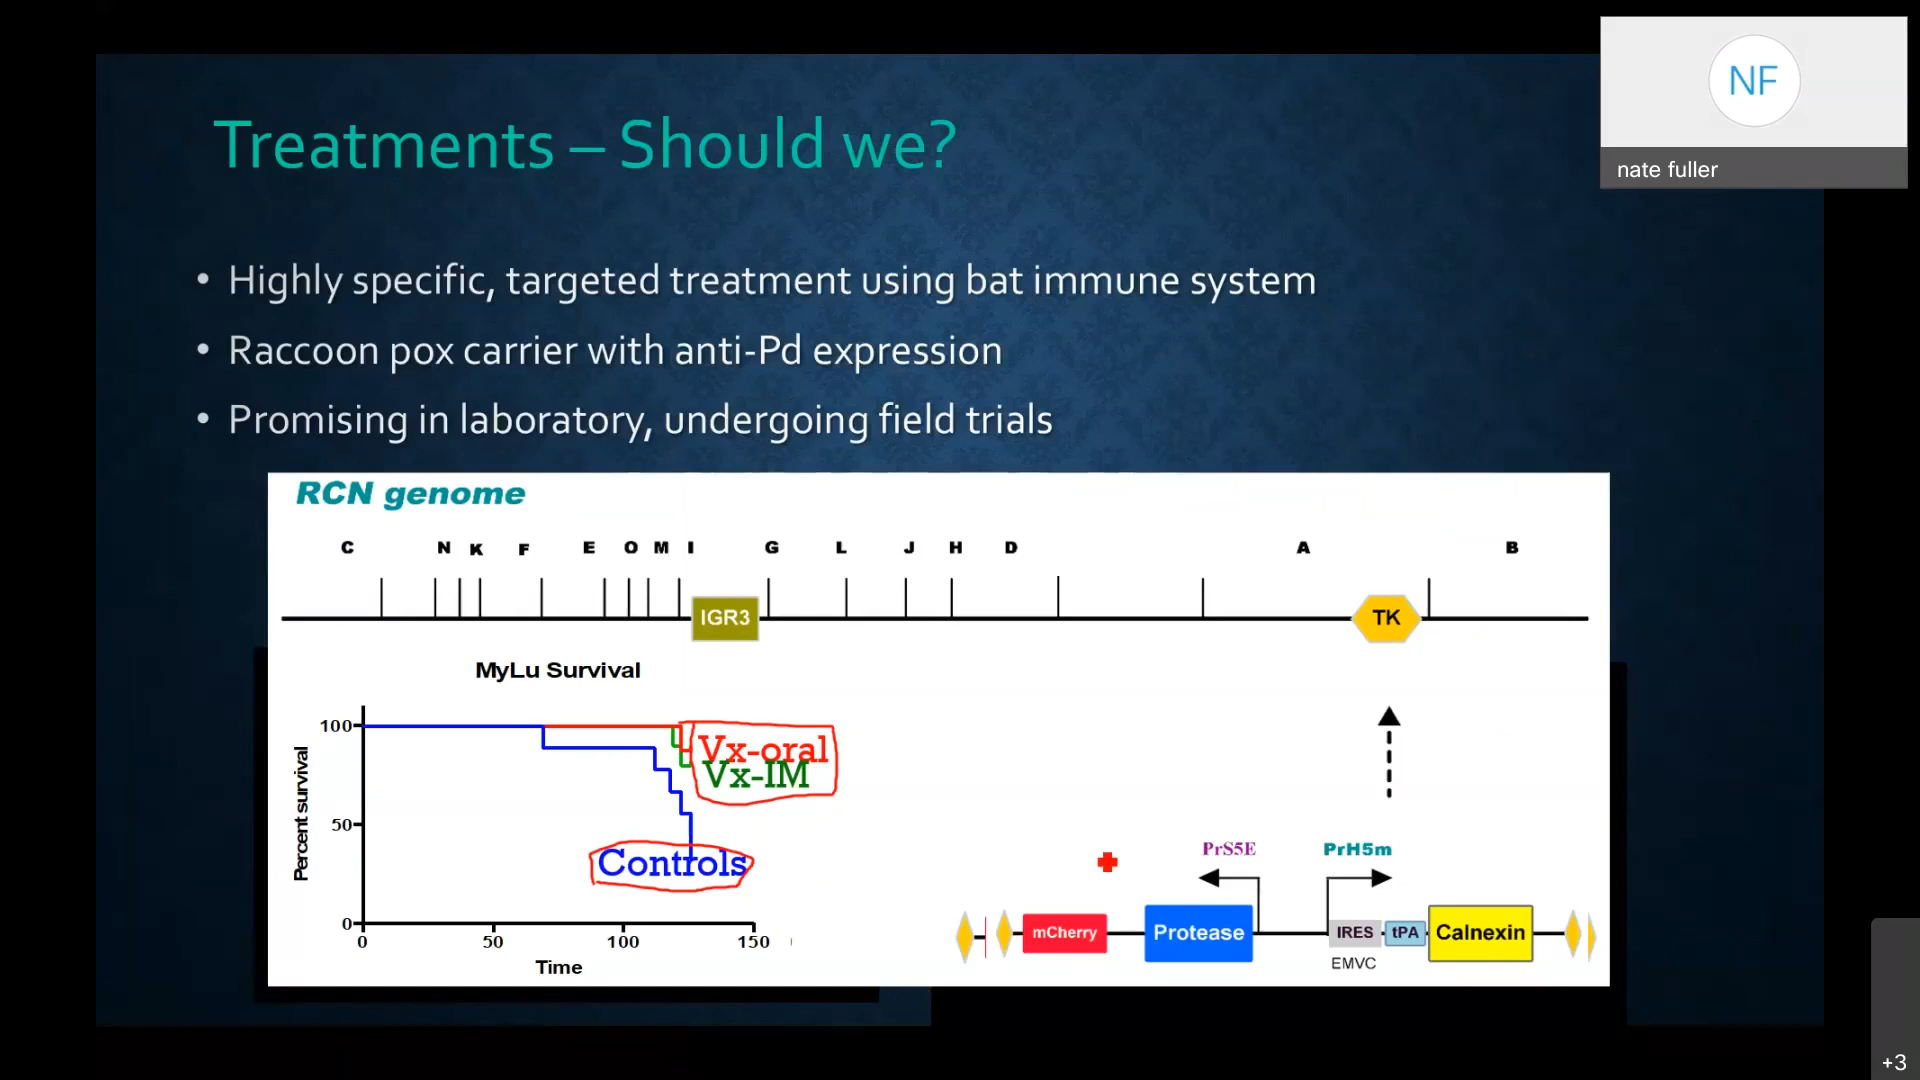 NF
nate fuller
Treatments – Should we?
• Highly specific, targeted treatment using bat immune system
• Raccoon pox carrier with anti-Pd expression
• Promising in laboratory, undergoing field trials
RCN genome
C N K F E O M I G L J H D A B
IGR3 TK
MyLu Survival
Percent survival
100
50
0
0 50 100 150
Time
Vx-oral
Vx-IM
Controls
PrS5E PrH5m
mCherry Protease IRES tPA Calnexin
EMVC
+3